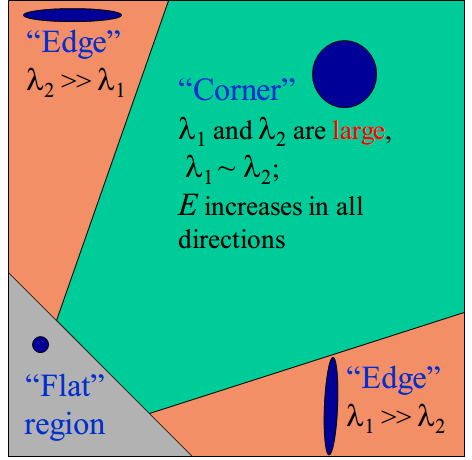 “Edge”
λ2 >> λ1
“Corner”
λ1 and λ2 are large,
λ1 ~ λ2;
E increases in all
directions
“Flat”
region
“Edge”
λ1 >> λ2